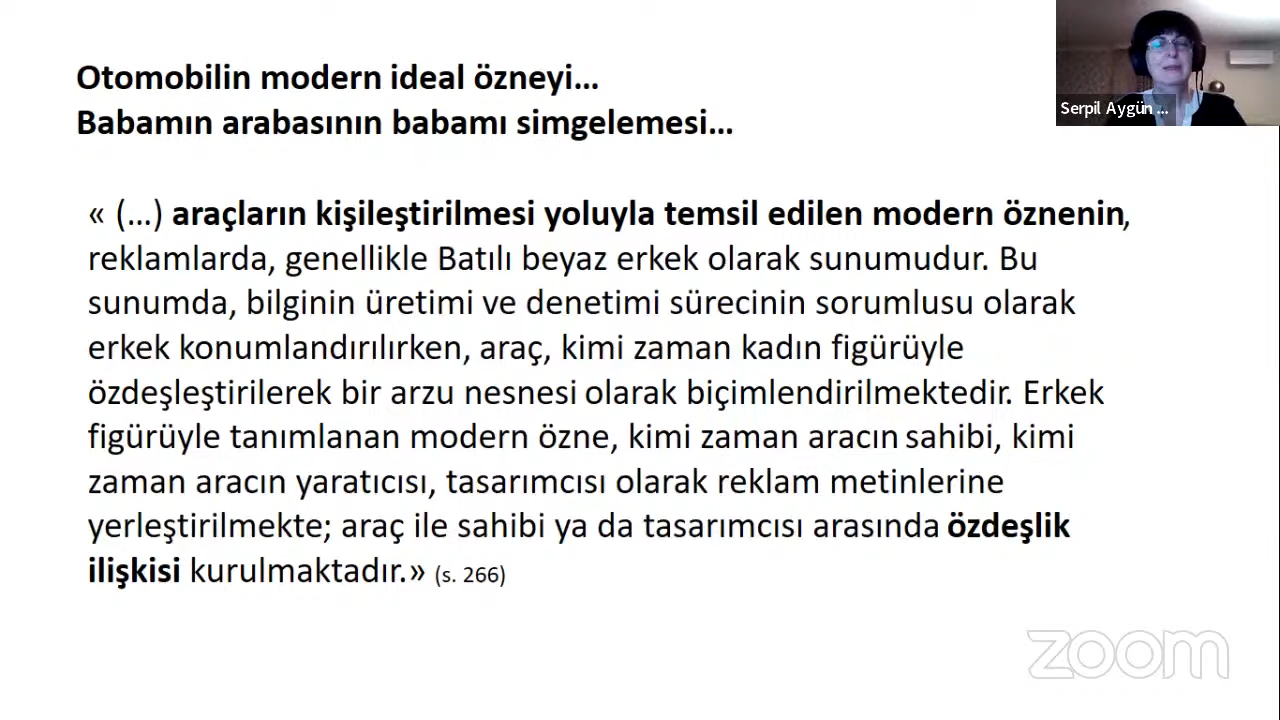 Otomobilin modern ideal özneyi…
Babamın arabasının babamı simgelemesi…
Serpil Aygün ...
« (…) araçların kişileştirilmesi yoluyla temsil edilen modern öznenin,
reklamlarda, genellikle Batılı beyaz erkek olarak sunumudur. Bu
sunumda, bilginin üretimi ve denetimi sürecinin sorumlusu olarak
erkek konumlandırılırken, araç, kimi zaman kadın figürüyle
özdeşleştirilerek bir arzu nesnesi olarak biçimlendirilmektedir. Erkek
figürüyle tanımlanan modern özne, kimi zaman aracın sahibi, kimi
zaman aracın yaratıcısı, tasarımcısı olarak reklam metinlerine
yerleştirilmekte; araç ile sahibi ya da tasarımcısı arasında özdeşlik
ilişkisi kurulmaktadır.» (s. 266)
zoom